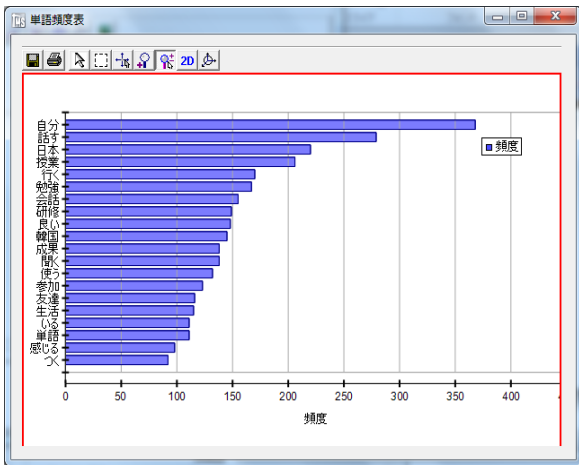 単語頻度表
2D
自分
話す
日本
授業
行く
勉強
会話
研修
良い
韓国
成果
聞く
使う
参加
友達
生活
いる
単語
感じる
つく
頻度
0 50 100 150 200 250 300 350 400
頻度